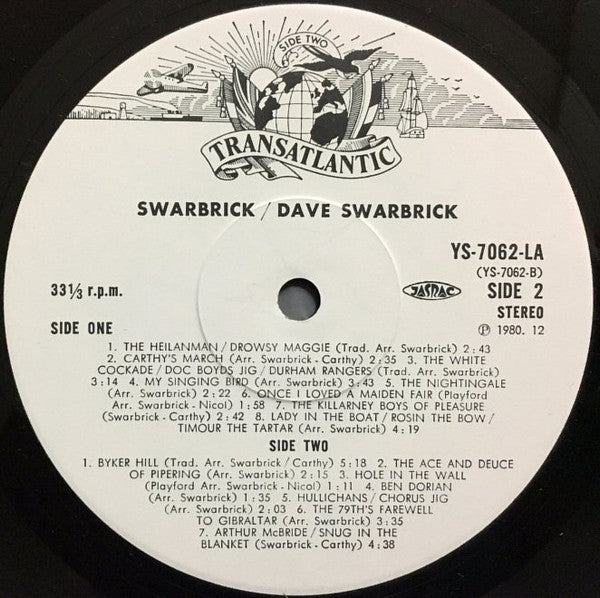 SIDE TWO
TRANSATLANTIC
SWARBRICK / DAVE SWARBRICK
YS-7062-LA
(YS-7062-B)
33 1/3 r.p.m.
JASRAC
SIDE 2
STEREO
SIDE ONE
Ⓟ 1980. 12
1. THE HEILANMAN / DROWSY MAGGIE (Trad. Arr. Swarbrick) 2:43
2. CARTHY'S MARCH (Arr. Swarbrick - Carthy) 2:35 3. THE WHITE
COCKADE / DOC BOYDS JIG / DURHAM RANGERS (Trad. Arr. Swarbrick)
3:14 4. MY SINGING BIRD (Arr. Swarbrick) 3:43 5. THE NIGHTINGALE
(Arr. Swarbrick) 2:22 6. ONCE I LOVED A MAIDEN FAIR (Playford
Arr. Swarbrick - Nicol) 1:58 7. THE KILLARNEY BOYS OF PLEASURE
(Swarbrick - Carthy) 2:42 8. LADY IN THE BOAT / ROSIN THE BOW /
TIMOUR THE TARTAR (Arr. Swarbrick) 4:19
SIDE TWO
1. BYKER HILL (Trad. Arr. Swarbrick / Carthy) 5:18 2. THE ACE AND DEUCE
OF PIPERING (Arr. Swarbrick) 2:15 3. HOLE IN THE WALL
(Playford Arr. Swarbrick - Nicol) 1:11 4. BEN DORIAN
(Arr. Swarbrick) 1:35 5. HULLICHANS / CHORUS JIG
(Arr. Swarbrick) 2:03 6. THE 79TH'S FAREWELL
TO GIBRALTAR (Arr. Swarbrick) 3:35
7. ARTHUR McBRIDE / SNUG IN THE
BLANKET (Swarbrick - Carthy) 4:38